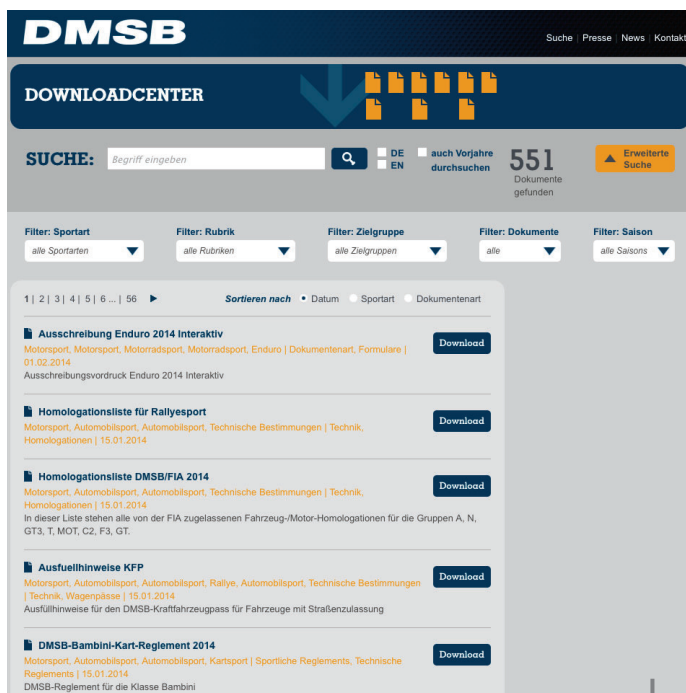 DMSB
Suche | Presse | News | Kontakt
DOWNLOADCENTER
SUCHE: Begriff eingeben DE auch Vorjahre 551 Erweiterte
EN durchsuchen Dokumente Suche
gefunden
Filter: Sportart Filter: Rubrik Filter: Zielgruppe Filter: Dokumente Filter: Saison
alle Sportarten alle Rubriken alle Zielgruppen alle alle Saisons
1 | 2 | 3 | 4 | 5 | 6 ... | 56 Sortieren nach Datum Sportart Dokumentenart
Ausschreibung Enduro 2014 Interaktiv
Download
Motorsport, Motorsport, Motorradsport, Motorradsport, Enduro | Dokumentenart, Formulare |
01.02.2014
Ausschreibungsvordruck Enduro 2014 Interaktiv
Homologationsliste für Rallyesport
Download
Motorsport, Automobilsport, Automobilsport, Technische Bestimmungen | Technik,
Homologationen | 15.01.2014
Homologationsliste DMSB/FIA 2014
Download
Motorsport, Automobilsport, Automobilsport, Technische Bestimmungen | Technik,
Homologationen | 15.01.2014
In dieser Liste stehen alle von der FIA zugelassenen Fahrzeug-/Motor-Homologationen für die Gruppen A, N,
GT3, T, MOT, C2, F3, GT.
Ausfuellhinweise KFP
Download
Motorsport, Automobilsport, Automobilsport, Rallye, Automobilsport, Technische Bestimmungen
| Technik, Wagenpässe | 15.01.2014
Ausfüllhinweise für den DMSB-Kraftfahrzeugpass für Fahrzeuge mit Straßenzulassung
DMSB-Bambini-Kart-Reglement 2014
Download
Motorsport, Automobilsport, Automobilsport, Kartsport | Sportliche Reglements, Technische
Reglements | 15.01.2014
DMSB-Reglement für die Klasse Bambini